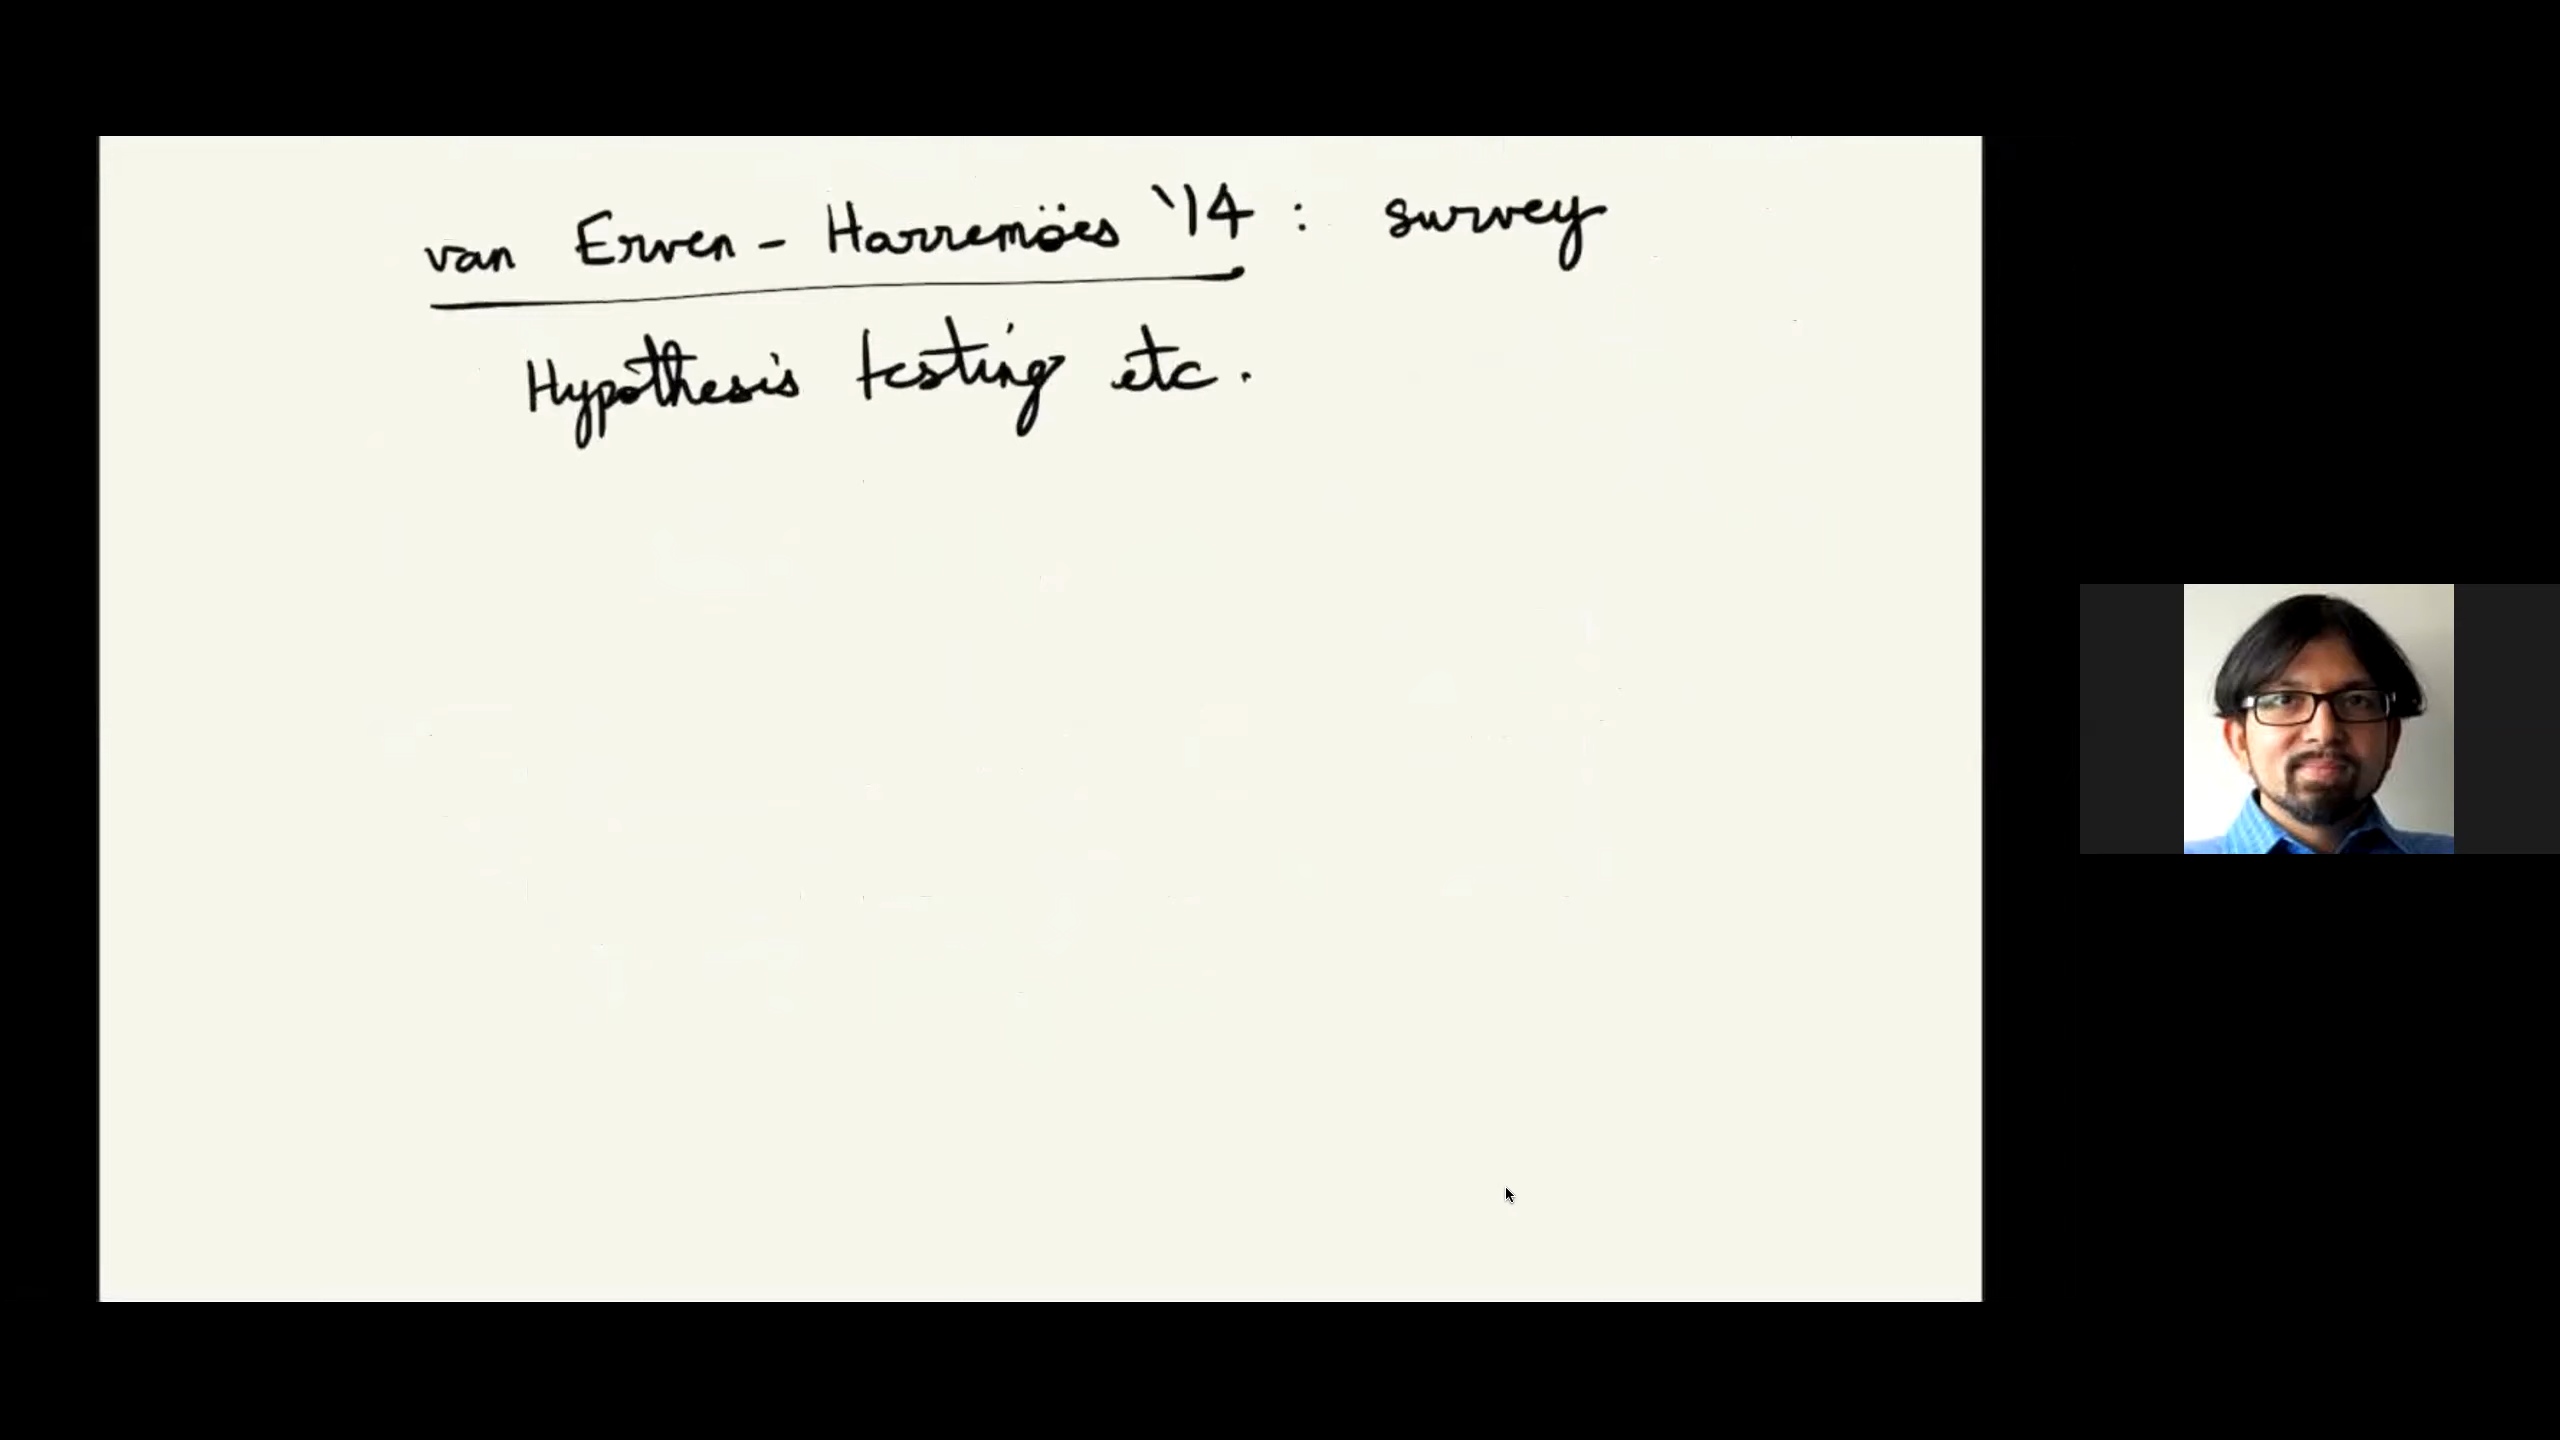 van Erven - Harremöes '14 : survey
Hypothesis testing etc.